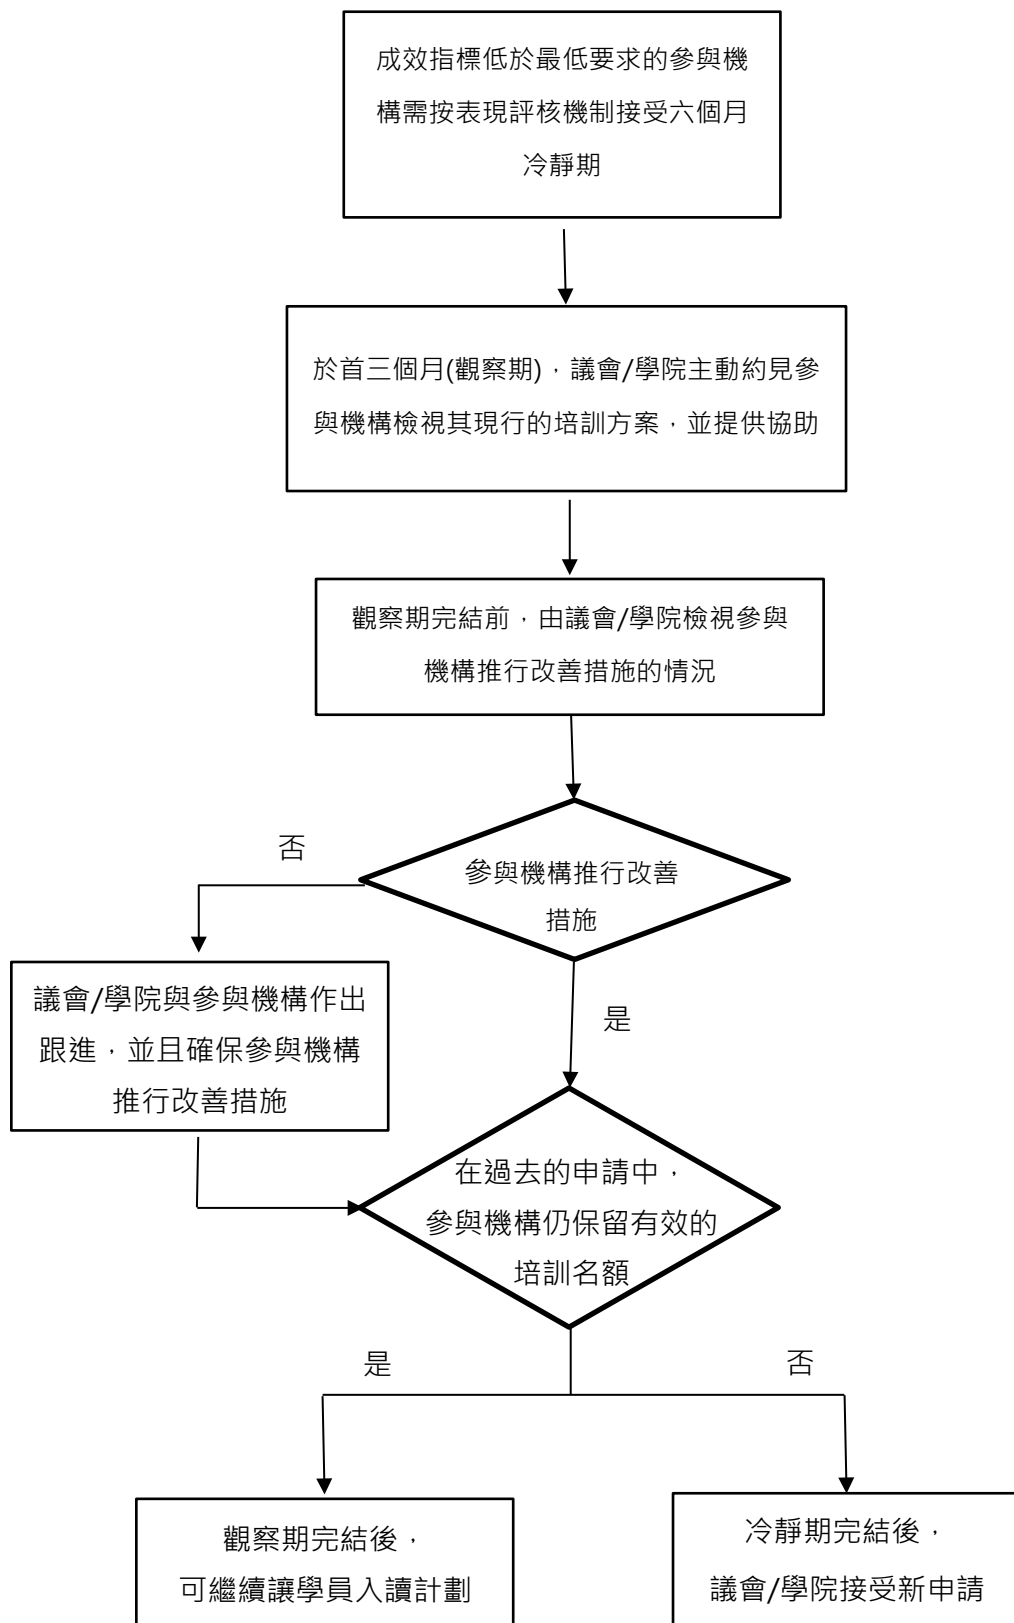 成效指標低於最低要求的參與機
構需按表現評核機制接受六個月
冷靜期
於首三個月(觀察期)，議會/學院主動約見參
與機構檢視其現行的培訓方案，並提供協助
觀察期完結前，由議會/學院檢視參與
機構推行改善措施的情況
否
參與機構推行改善
措施
議會/學院與參與機構作出
跟進，並且確保參與機構
推行改善措施
是
在過去的申請中，
參與機構仍保留有效的
培訓名額
是
否
觀察期完結後，
可繼續讓學員入讀計劃
冷靜期完結後，
議會/學院接受新申請